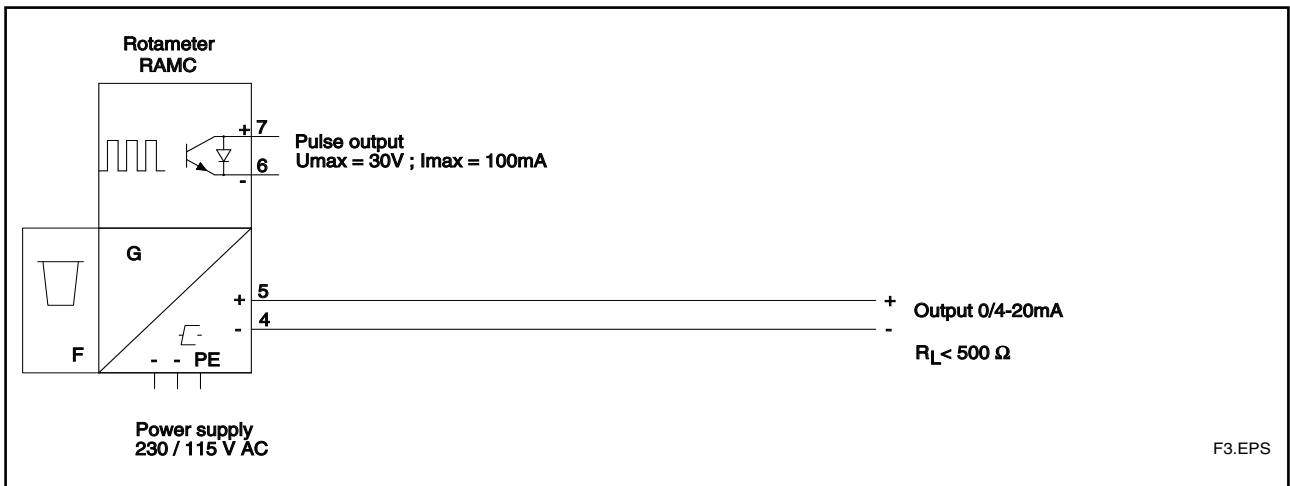 Rotameter
RAMC
+ 7
Pulse output
Umax = 30V ; Imax = 100mA
6
-
G
+ 5
+
Output 0/4-20mA
- 4
-
RL< 500 Ω
F
- - PE
Power supply
230 / 115 V AC
F3.EPS